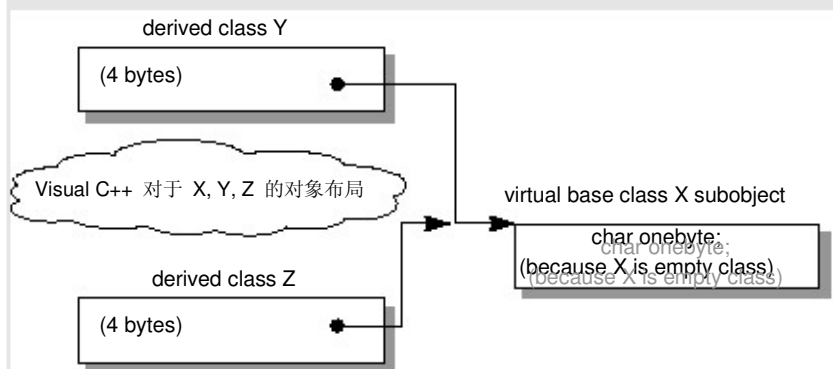 derived class Y
(4 bytes)
Visual C++ 对于 X, Y, Z 的对象布局
virtual base class X subobject
char onebyte;
(because X is empty class)
derived class Z
(4 bytes)